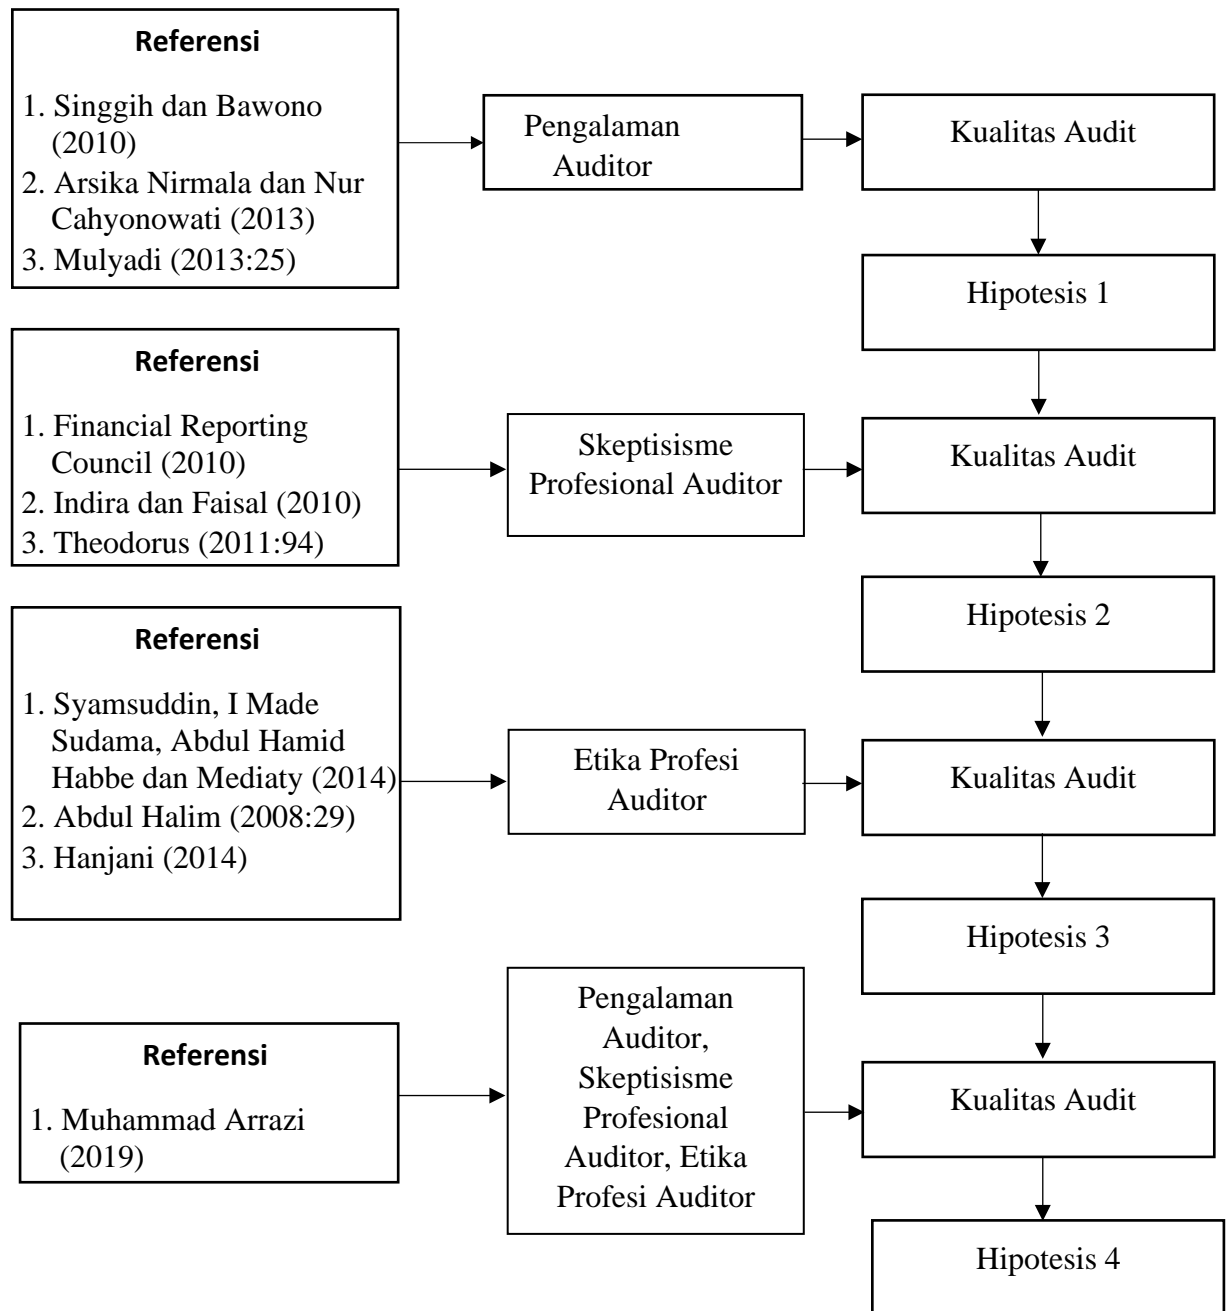 Referensi
1. Singgih dan Bawono
(2010)
2. Arsika Nirmala dan Nur
Cahyonowati (2013)
3. Mulyadi (2013:25)
Pengalaman
Auditor
Kualitas Audit
Hipotesis 1
Referensi
1. Financial Reporting
Council (2010)
2. Indira dan Faisal (2010)
3. Theodorus (2011:94)
Skeptisisme
Profesional Auditor
Kualitas Audit
Hipotesis 2
Referensi
1. Syamsuddin, I Made
Sudama, Abdul Hamid
Habbe dan Mediaty (2014)
2. Abdul Halim (2008:29)
3. Hanjani (2014)
Etika Profesi
Auditor
Kualitas Audit
Hipotesis 3
Referensi
1. Muhammad Arrazi
(2019)
Pengalaman
Auditor,
Skeptisisme
Profesional
Auditor, Etika
Profesi Auditor
Kualitas Audit
Hipotesis 4